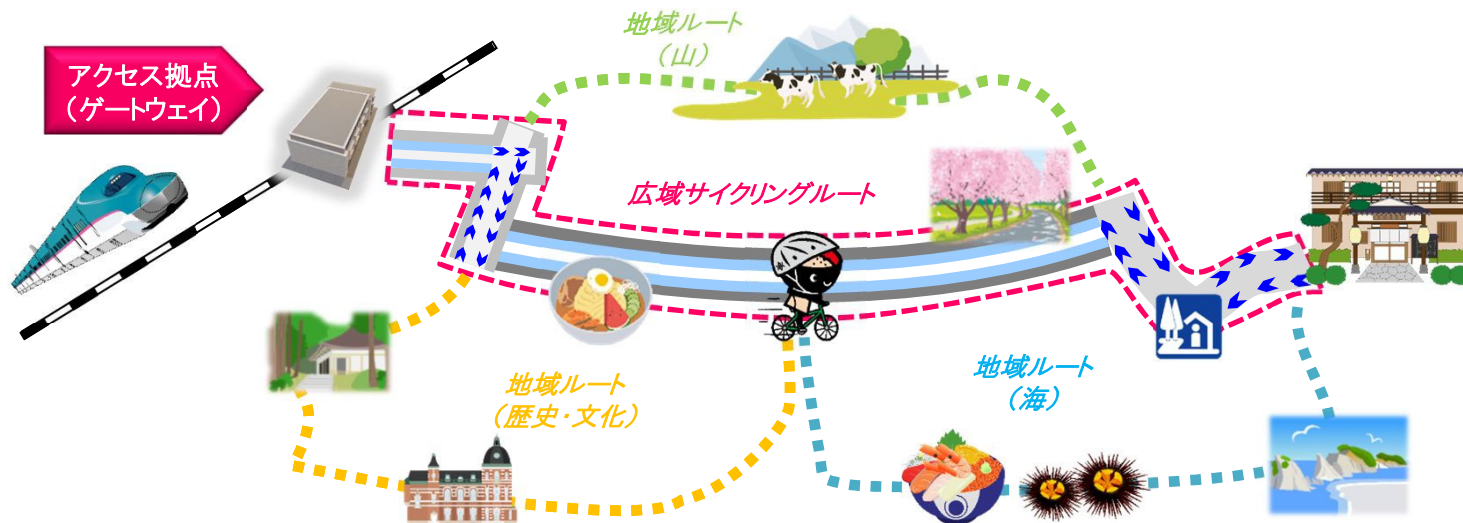 地域ルート
（山）
アクセス拠点
（ゲートウェイ）
広域サイクリングルート
地域ルート
（歴史・文化）
地域ルート
（海）